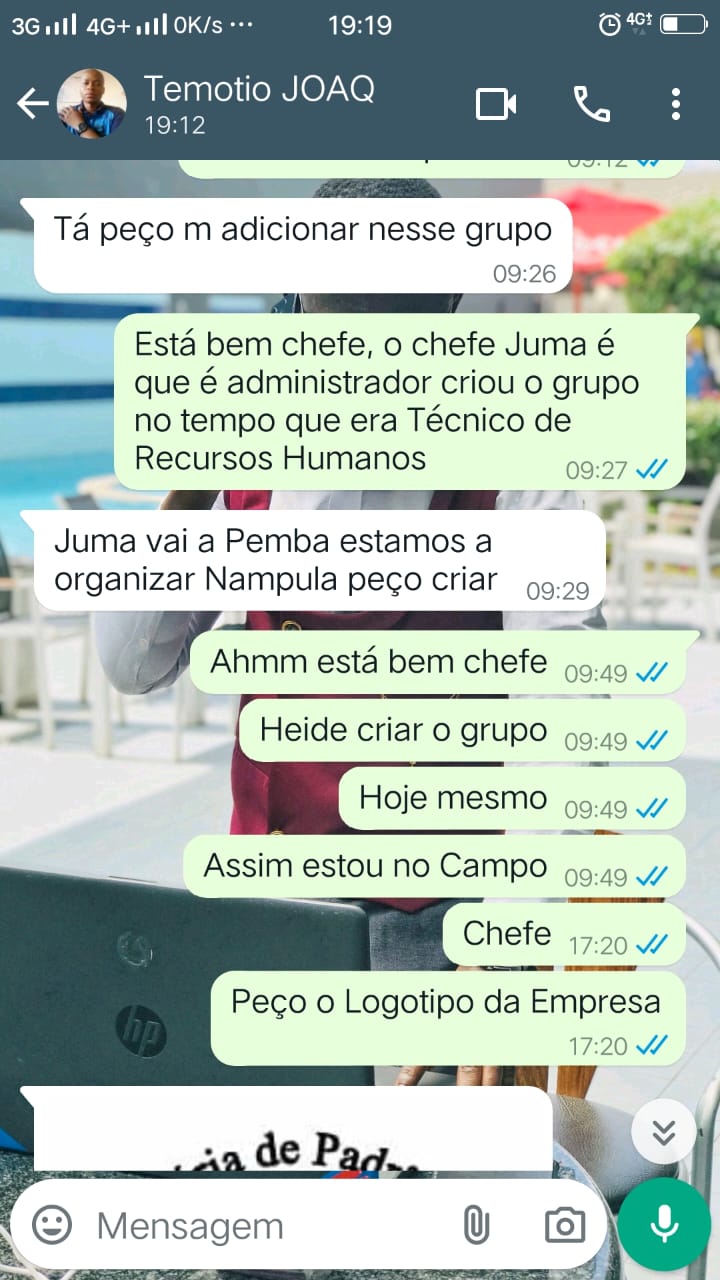 3G 4G+ 0K/s ... 19:19 4G
Temotio JOAQ
19:12
09:12
Tá peço m adicionar nesse grupo
09:26
Está bem chefe, o chefe Juma é
que é administrador criou o grupo
no tempo que era Técnico de
Recursos Humanos 09:27
Juma vai a Pemba estamos a
organizar Nampula peço criar 09:29
Ahmm está bem chefe 09:49
Heide criar o grupo 09:49
Hoje mesmo 09:49
Assim estou no Campo 09:49
Chefe 17:20
Peço o Logotipo da Empresa
17:20
hp
de
Mensagem